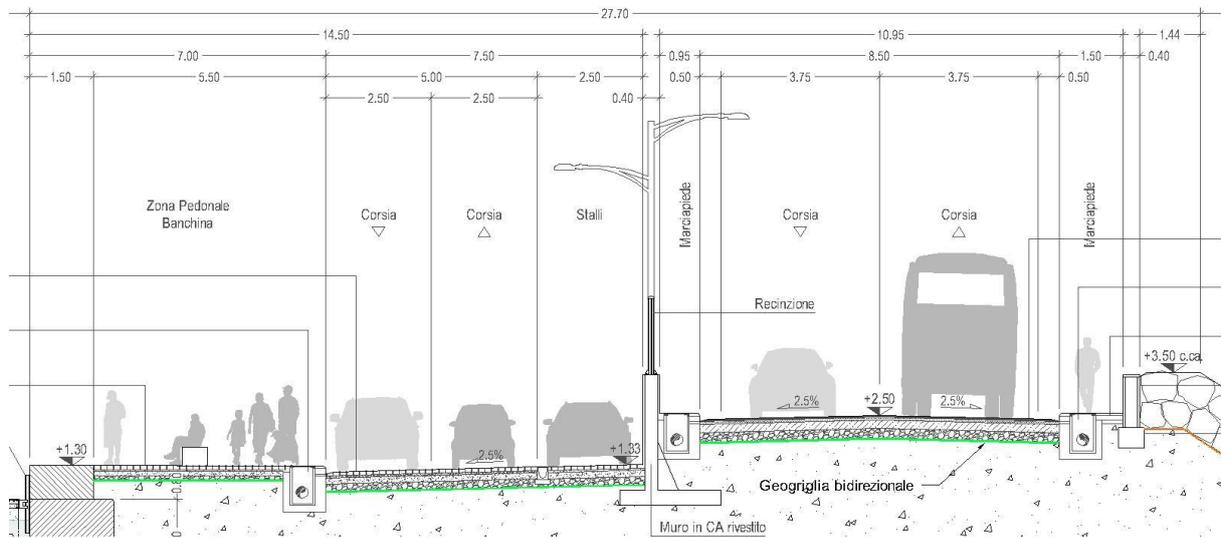 27.70
14.50
10.95
1.44
7.00
7.50
0.95
8.50
1.50
0.40
1.50
5.50
5.00
2.50
0.50
3.75
3.75
0.50
2.50
2.50
0.40
Zona Pedonale
Banchina
Corsia
Corsia
Stalli
Marciapiede
Corsia
Corsia
Marciapiede
Recinzione
+3.50 c.ca.
2.5%
+2.50
2.5%
+1.30
2.5%
+1.33
Geogriglia bidirezionale
Muro in CA rivestito